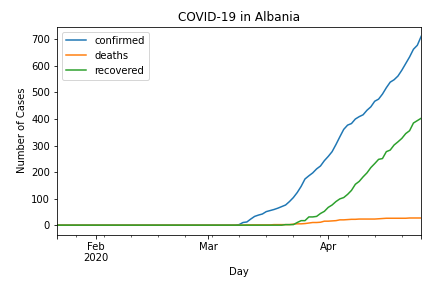 COVID-19 in Albania
confirmed
deaths
recovered
Number of Cases
700
600
500
400
300
200
100
0
Feb
2020
Mar
Apr
Day